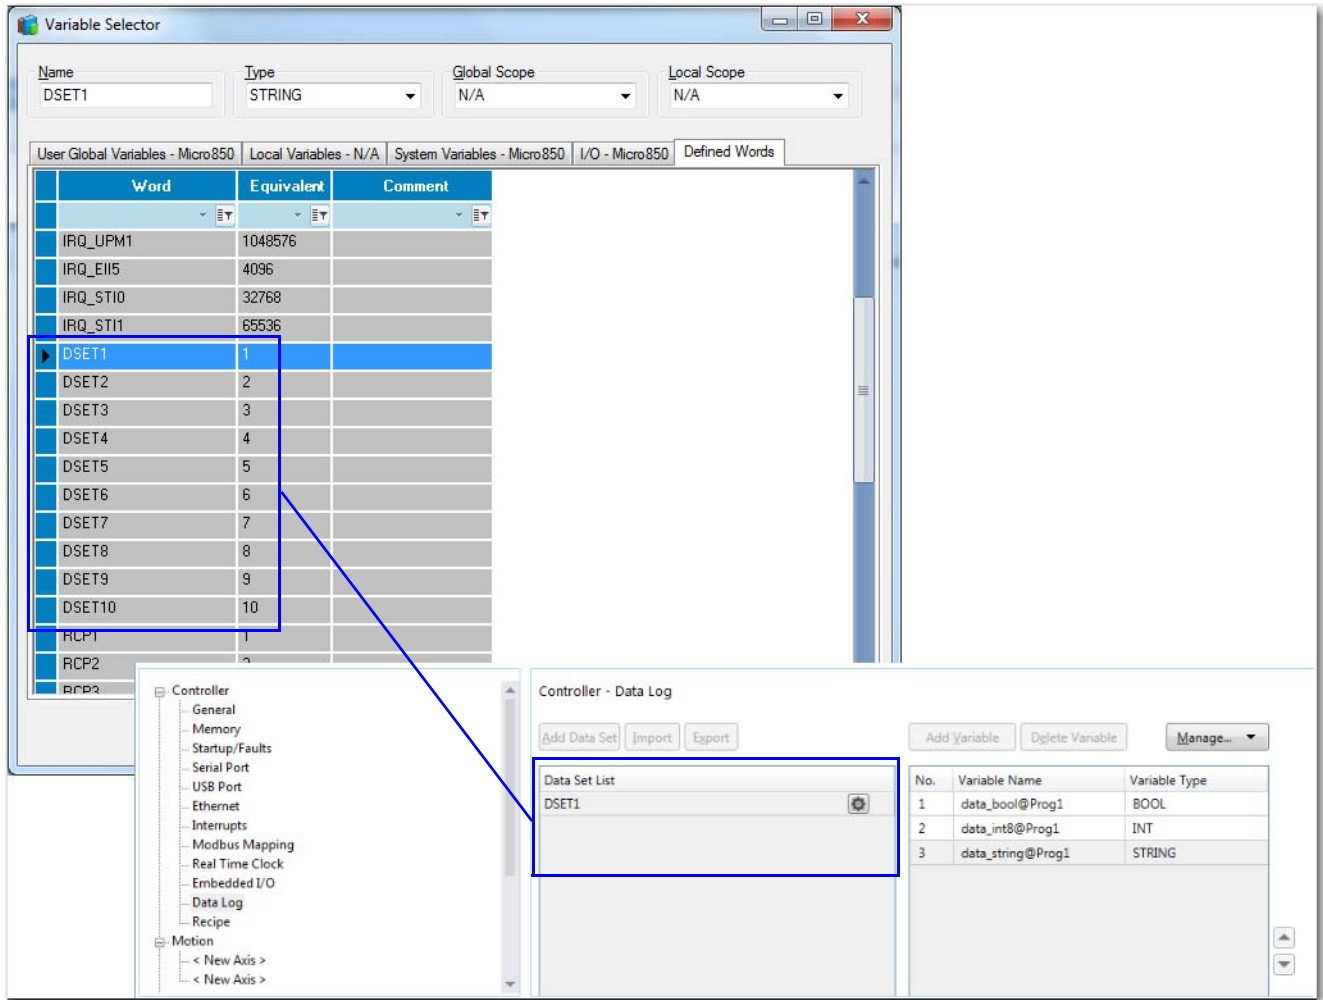 Variable Selector
Name
Type
Global Scope
Local Scope
DSET1
STRING
N/A
N/A
User Global Variables - Micro850
Local Variables - N/A
System Variables - Micro850
I/O - Micro850
Defined Words
Word Equivalent Comment
IRQ_UPM1 1048576
IRQ_EII5 4096
IRQ_STI0 32768
IRQ_STI1 65536
DSET1 1
DSET2 2
DSET3 3
DSET4 4
DSET5 5
DSET6 6
DSET7 7
DSET8 8
DSET9 9
DSET10 10
RCP1 1
RCP2 2
RCP3
Controller
General
Memory
Startup/Faults
Serial Port
USB Port
Ethernet
Interrupts
Modbus Mapping
Real Time Clock
Embedded I/O
Data Log
Recipe
Motion
< New Axis >
< New Axis >
Controller - Data Log
Add Data Set Import Export
Add Variable Delete Variable Manage...
Data Set List
DSET1
No. Variable Name Variable Type
1 data_bool@Prog1 BOOL
2 data_int8@Prog1 INT
3 data_string@Prog1 STRING